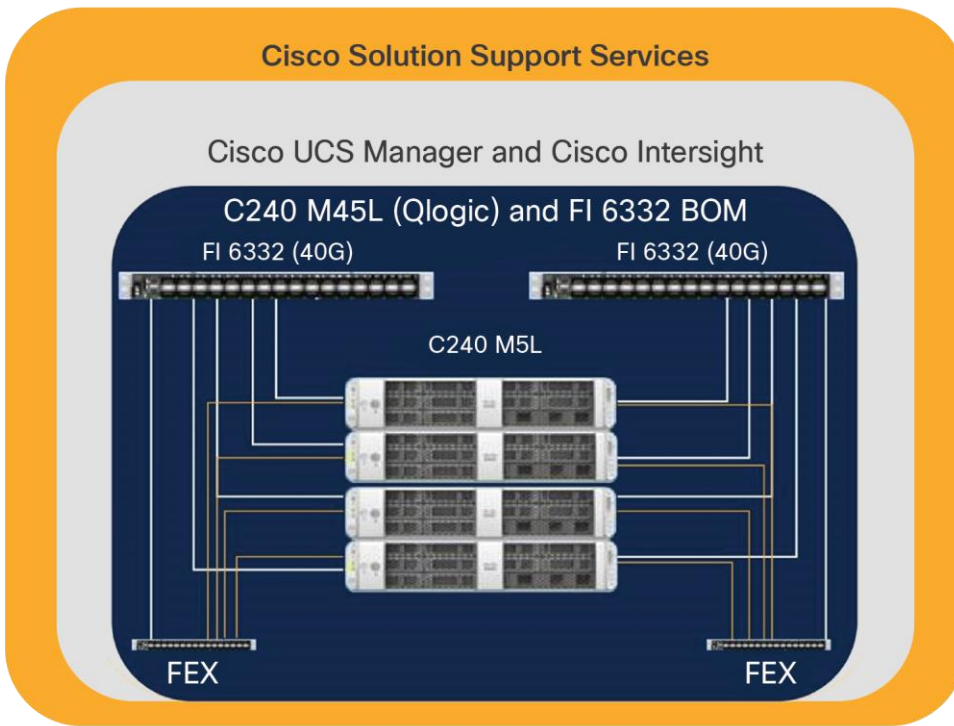 Cisco Solution Support Services
Cisco UCS Manager and Cisco Intersight
C240 M45L (Qlogic) and FI 6332 BOM
FI 6332 (40G)
FI 6332 (40G)
C240 M5L
FEX
FEX